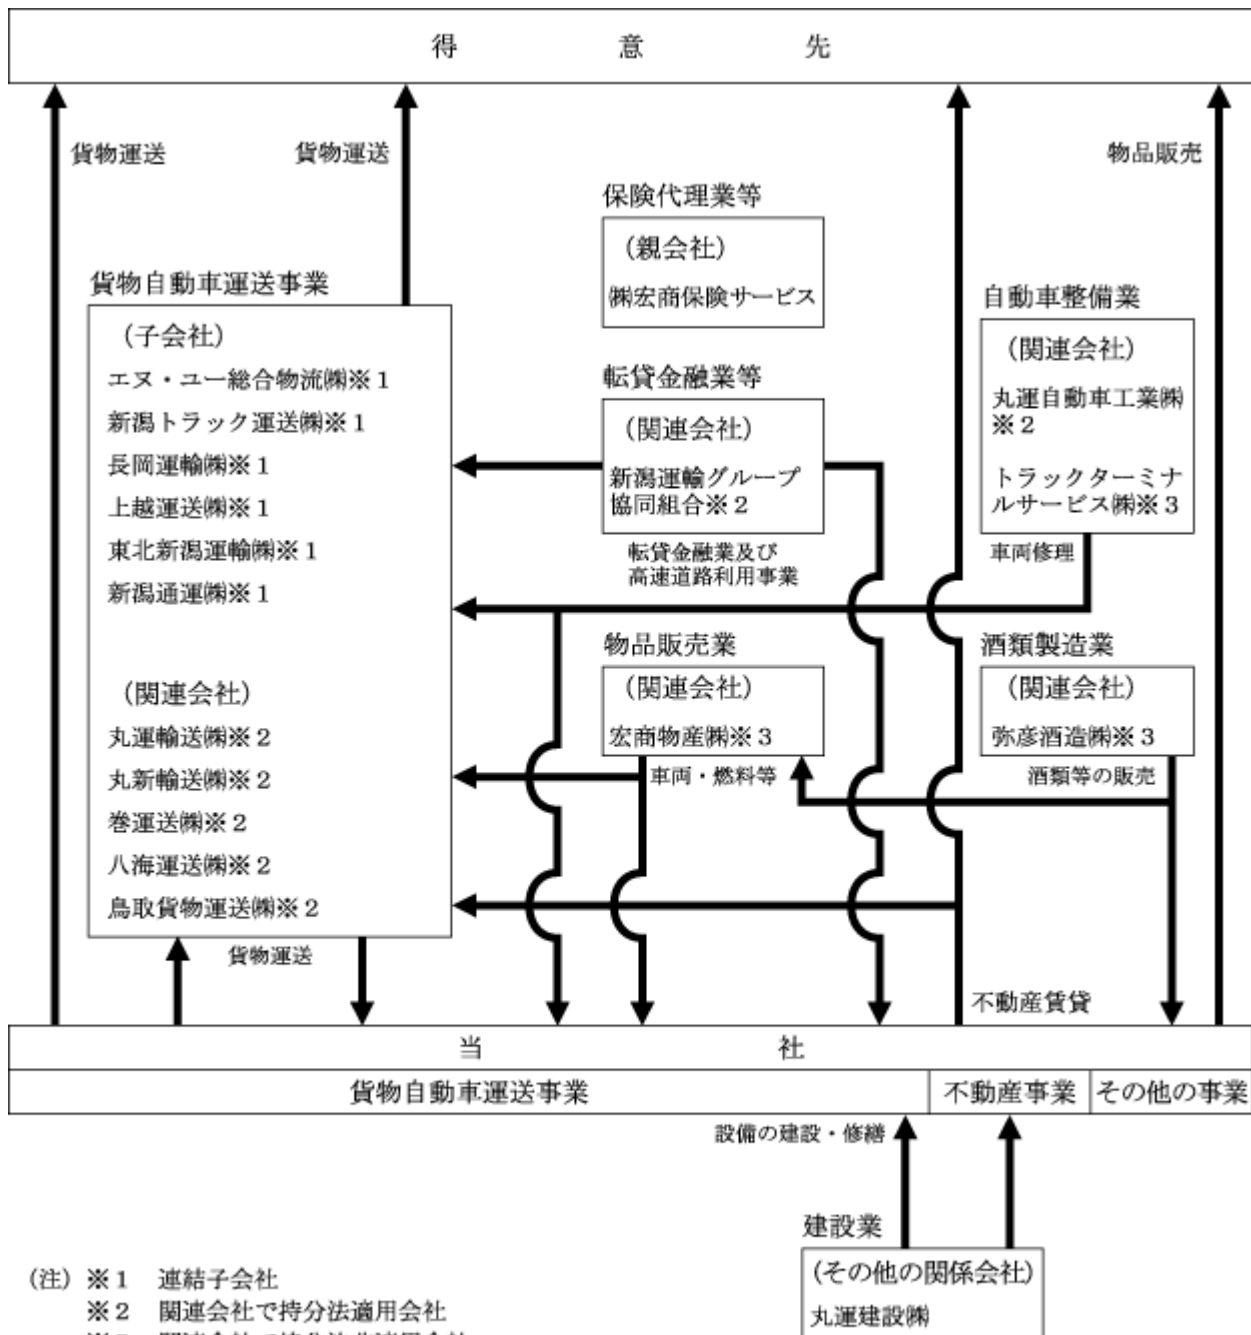 得意先
貨物運送
貨物運送
物品販売
保険代理業等
(親会社)
㈱宏商保険サービス
貨物自動車運送事業
(子会社)
エヌ・ユー総合物流㈱※1
新潟トラック運送㈱※1
長岡運輸㈱※1
上越運送㈱※1
東北新潟運輸㈱※1
新潟通運㈱※1
(関連会社)
丸運輸送㈱※2
丸新輸送㈱※2
巻運送㈱※2
八海運送㈱※2
鳥取貨物運送㈱※2
貨物運送
転貸金融業等
(関連会社)
新潟運輸グループ
協同組合※2
転貸金融業及び
高速道路利用事業
自動車整備業
(関連会社)
丸運自動車工業㈱
※2
トラックターミナ
ルサービス㈱※3
車両修理
物品販売業
(関連会社)
宏商物産㈱※3
車両・燃料等
酒類製造業
(関連会社)
弥彦酒造㈱※3
酒類等の販売
不動産賃貸
当社
貨物自動車運送事業
不動産事業
その他の事業
設備の建設・修繕
建設業
(その他の関係会社)
丸運建設㈱
(注) ※1 連結子会社
※2 関連会社で持分法適用会社